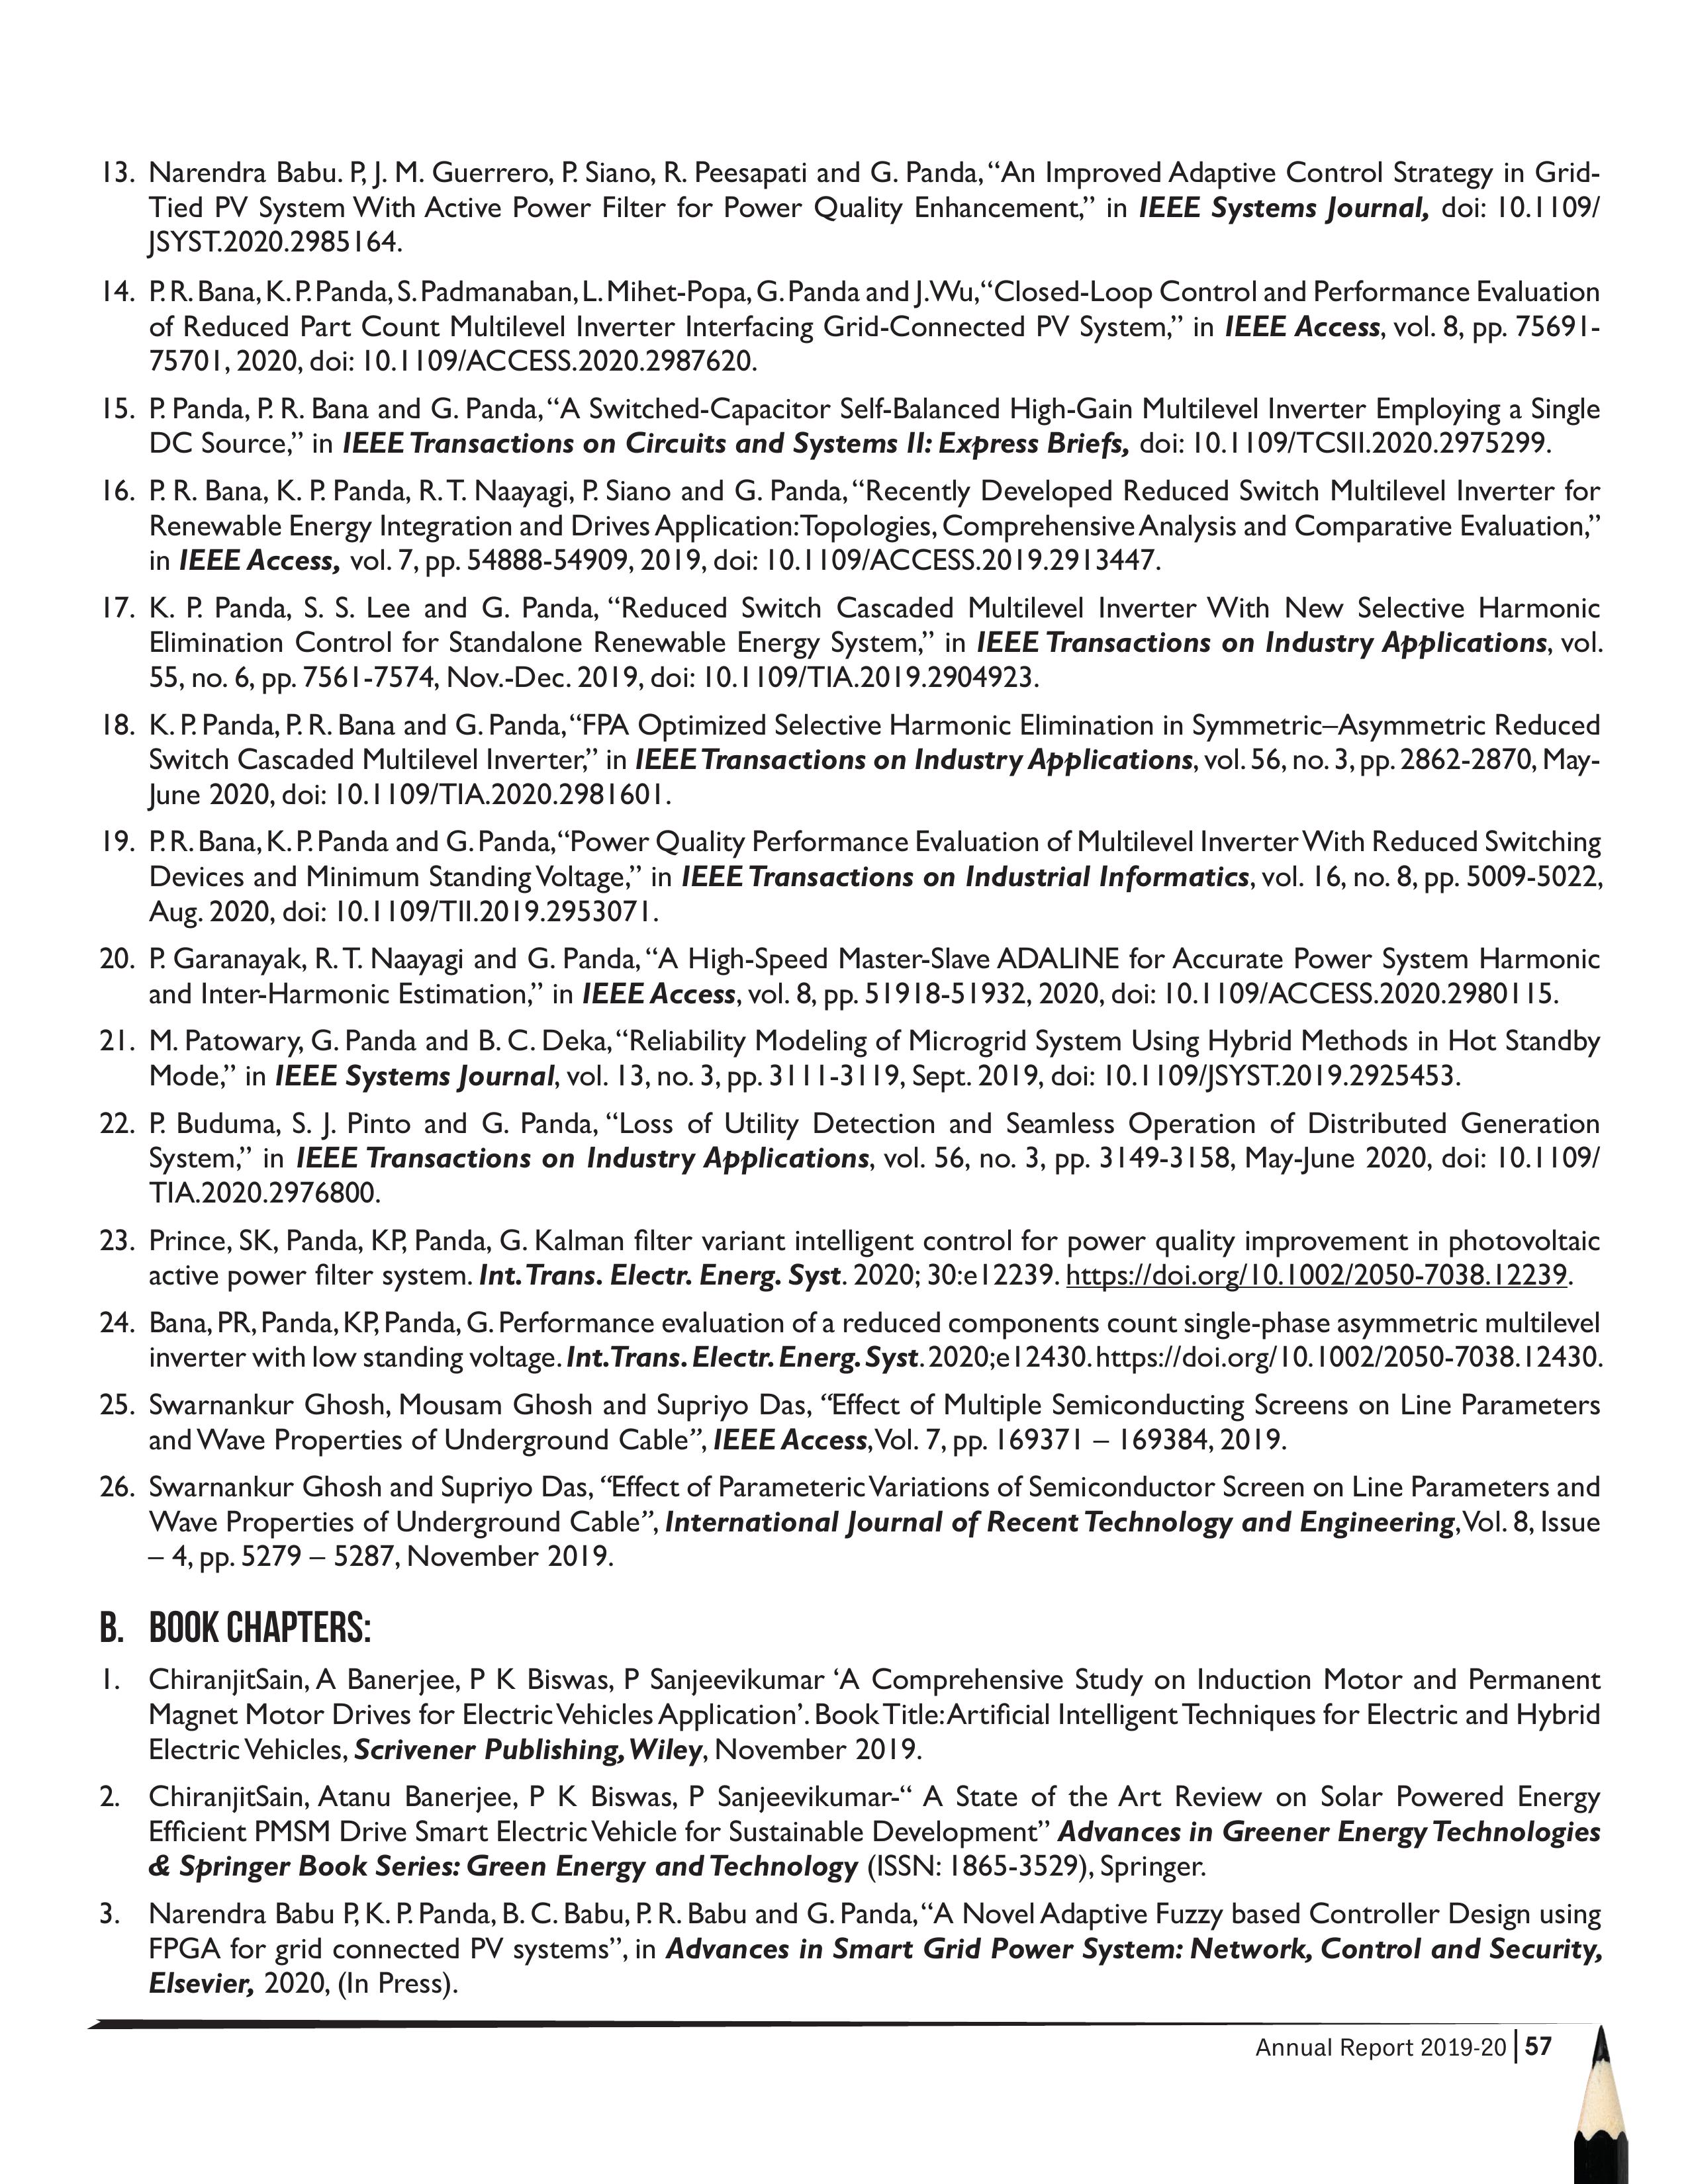 13. Narendra Babu. P, J. M. Guerrero, P. Siano, R. Peesapati and G. Panda, “An Improved Adaptive Control Strategy in Grid-
Tied PV System With Active Power Filter for Power Quality Enhancement,” in IEEE Systems Journal, doi: 10.1109/
JSYST.2020.2985164.
14. P. R. Bana, K. P. Panda, S. Padmanaban, L. Mihet-Popa, G. Panda and J. Wu, “Closed-Loop Control and Performance Evaluation
of Reduced Part Count Multilevel Inverter Interfacing Grid-Connected PV System,” in IEEE Access, vol. 8, pp. 75691-
75701, 2020, doi: 10.1109/ACCESS.2020.2987620.
15. P. Panda, P. R. Bana and G. Panda, “A Switched-Capacitor Self-Balanced High-Gain Multilevel Inverter Employing a Single
DC Source,” in IEEE Transactions on Circuits and Systems II: Express Briefs, doi: 10.1109/TCSII.2020.2975299.
16. P. R. Bana, K. P. Panda, R. T. Naayagi, P. Siano and G. Panda, “Recently Developed Reduced Switch Multilevel Inverter for
Renewable Energy Integration and Drives Application: Topologies, Comprehensive Analysis and Comparative Evaluation,”
in IEEE Access, vol. 7, pp. 54888-54909, 2019, doi: 10.1109/ACCESS.2019.2913447.
17. K. P. Panda, S. S. Lee and G. Panda, “Reduced Switch Cascaded Multilevel Inverter With New Selective Harmonic
Elimination Control for Standalone Renewable Energy System,” in IEEE Transactions on Industry Applications, vol.
55, no. 6, pp. 7561-7574, Nov.-Dec. 2019, doi: 10.1109/TIA.2019.2904923.
18. K. P. Panda, P. R. Bana and G. Panda, “FPA Optimized Selective Harmonic Elimination in Symmetric–Asymmetric Reduced
Switch Cascaded Multilevel Inverter,” in IEEE Transactions on Industry Applications, vol. 56, no. 3, pp. 2862-2870, May-
June 2020, doi: 10.1109/TIA.2020.2981601.
19. P. R. Bana, K. P. Panda and G. Panda, “Power Quality Performance Evaluation of Multilevel Inverter With Reduced Switching
Devices and Minimum Standing Voltage,” in IEEE Transactions on Industrial Informatics, vol. 16, no. 8, pp. 5009-5022,
Aug. 2020, doi: 10.1109/TII.2019.2953071.
20. P. Garanayak, R. T. Naayagi and G. Panda, “A High-Speed Master-Slave ADALINE for Accurate Power System Harmonic
and Inter-Harmonic Estimation,” in IEEE Access, vol. 8, pp. 51918-51932, 2020, doi: 10.1109/ACCESS.2020.2980115.
21. M. Patowary, G. Panda and B. C. Deka, “Reliability Modeling of Microgrid System Using Hybrid Methods in Hot Standby
Mode,” in IEEE Systems Journal, vol. 13, no. 3, pp. 3111-3119, Sept. 2019, doi: 10.1109/JSYST.2019.2925453.
22. P. Buduma, S. J. Pinto and G. Panda, “Loss of Utility Detection and Seamless Operation of Distributed Generation
System,” in IEEE Transactions on Industry Applications, vol. 56, no. 3, pp. 3149-3158, May-June 2020, doi: 10.1109/
TIA.2020.2976800.
23. Prince, SK, Panda, KP, Panda, G. Kalman filter variant intelligent control for power quality improvement in photovoltaic
active power filter system. Int. Trans. Electr. Energ. Syst. 2020; 30:e12239. https://doi.org/10.1002/2050-7038.12239.
24. Bana, PR, Panda, KP, Panda, G. Performance evaluation of a reduced components count single-phase asymmetric multilevel
inverter with low standing voltage. Int. Trans. Electr. Energ. Syst. 2020;e12430. https://doi.org/10.1002/2050-7038.12430.
25. Swarnankur Ghosh, Mousam Ghosh and Supriyo Das, “Effect of Multiple Semiconducting Screens on Line Parameters
and Wave Properties of Underground Cable”, IEEE Access, Vol. 7, pp. 169371 – 169384, 2019.
26. Swarnankur Ghosh and Supriyo Das, “Effect of Parameteric Variations of Semiconductor Screen on Line Parameters and
Wave Properties of Underground Cable”, International Journal of Recent Technology and Engineering, Vol. 8, Issue
– 4, pp. 5279 – 5287, November 2019.
B. BOOK CHAPTERS:
1. ChiranjitSain, A Banerjee, P K Biswas, P Sanjeevikumar ‘A Comprehensive Study on Induction Motor and Permanent
Magnet Motor Drives for Electric Vehicles Application’. Book Title: Artificial Intelligent Techniques for Electric and Hybrid
Electric Vehicles, Scrivener Publishing, Wiley, November 2019.
2. ChiranjitSain, Atanu Banerjee, P K Biswas, P Sanjeevikumar-“ A State of the Art Review on Solar Powered Energy
Efficient PMSM Drive Smart Electric Vehicle for Sustainable Development” Advances in Greener Energy Technologies
& Springer Book Series: Green Energy and Technology (ISSN: 1865-3529), Springer.
3. Narendra Babu P, K. P. Panda, B. C. Babu, P. R. Babu and G. Panda, “A Novel Adaptive Fuzzy based Controller Design using
FPGA for grid connected PV systems”, in Advances in Smart Grid Power System: Network, Control and Security,
Elsevier, 2020, (In Press).
Annual Report 2019-20 | 57